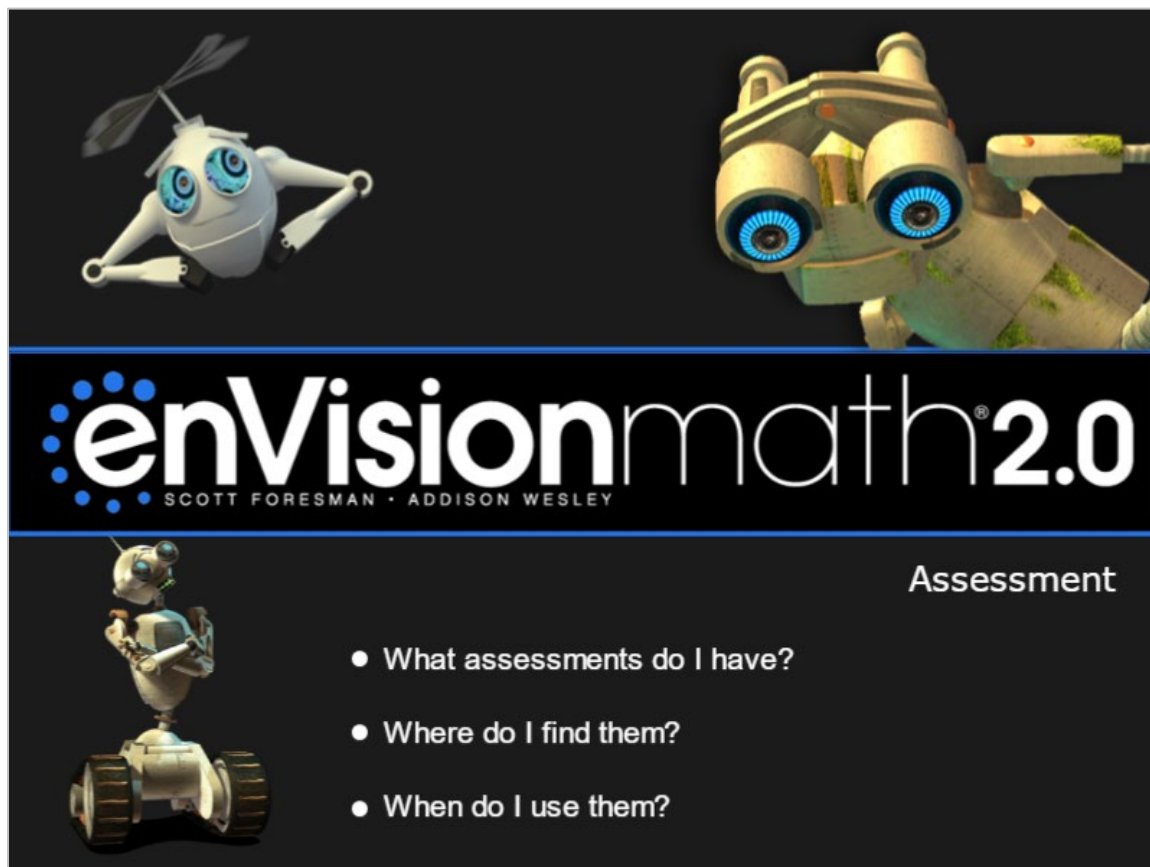 enVisionmath® 2.0
SCOTT FORESMAN • ADDISON WESLEY
Assessment
• What assessments do I have?
• Where do I find them?
• When do I use them?